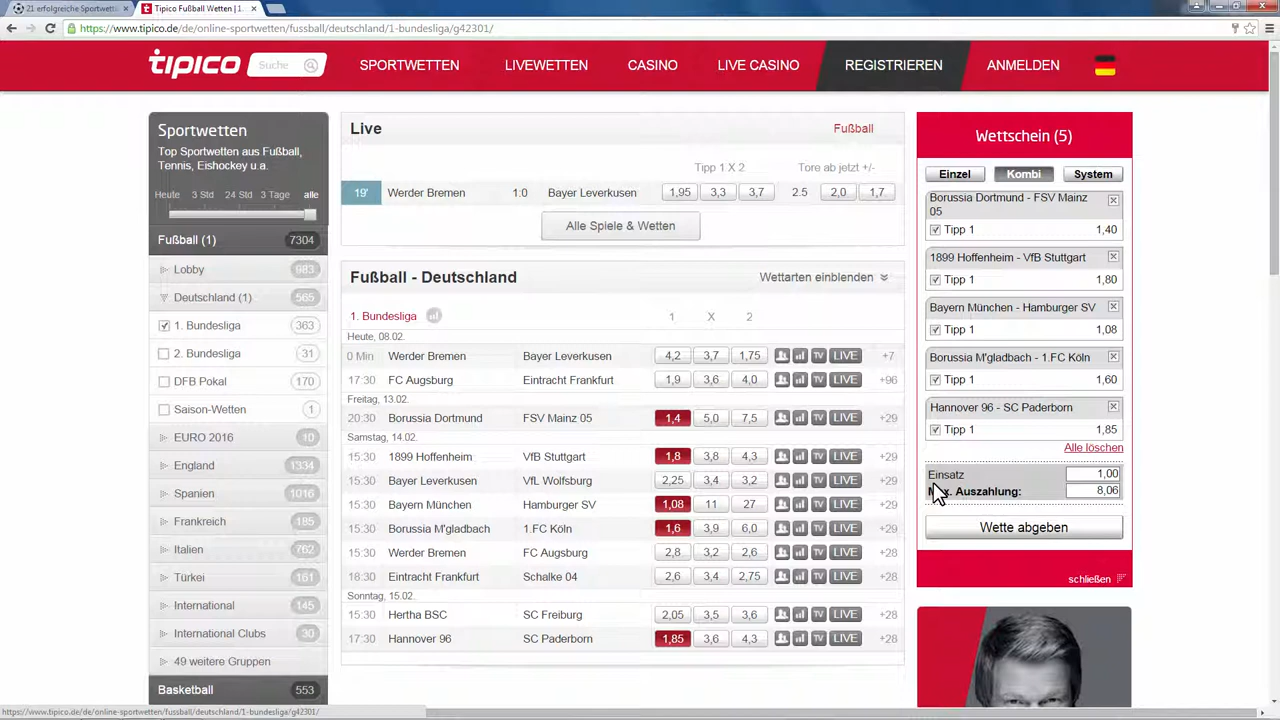 21 erfolgreiche Sportwett
Tipico Fußball Wetten | 1.
https://www.tipico.de/de/online-sportwetten/fussball/deutschland/1-bundesliga/g42301/
tipico
Suche
SPORTWETTEN
LIVEWETTEN
CASINO
LIVE CASINO
REGISTRIEREN
ANMELDEN
Sportwetten
Top Sportwetten aus Fußball,
Tennis, Eishockey u.a.
Heute 3 Std 24 Std 3 Tage alle
Fußball (1) 7304
Lobby 983
Deutschland (1) 565
1. Bundesliga 363
2. Bundesliga 31
DFB Pokal 170
Saison-Wetten 1
EURO 2016 10
England 1334
Spanien 1016
Frankreich 185
Italien 762
Türkei 161
International 145
International Clubs 30
49 weitere Gruppen
Basketball 553
Live Fußball
Tipp 1 X 2 Tore ab jetzt +/-
19' Werder Bremen 1:0 Bayer Leverkusen 1,95 3,3 3,7 2.5 2,0 1,7
Alle Spiele & Wetten
Fußball - Deutschland Wettarten einblenden
1. Bundesliga 1 X 2
Heute, 08.02.
0 Min Werder Bremen Bayer Leverkusen 4,2 3,7 1,75 TV LIVE +7
17:30 FC Augsburg Eintracht Frankfurt 1,9 3,6 4,0 TV LIVE +96
Freitag, 13.02.
20:30 Borussia Dortmund FSV Mainz 05 1,4 5,0 7,5 TV LIVE +29
Samstag, 14.02.
15:30 1899 Hoffenheim VfB Stuttgart 1,8 3,8 4,3 TV LIVE +29
15:30 Bayer Leverkusen VfL Wolfsburg 2,25 3,4 3,2 TV LIVE +29
15:30 Bayern München Hamburger SV 1,08 11 27 TV LIVE +28
15:30 Borussia M'gladbach 1.FC Köln 1,6 3,9 6,0 TV LIVE +29
15:30 Werder Bremen FC Augsburg 2,8 3,2 2,6 TV LIVE +28
18:30 Eintracht Frankfurt Schalke 04 2,6 3,4 2,75 TV LIVE +28
Sonntag, 15.02.
15:30 Hertha BSC SC Freiburg 2,05 3,5 3,6 TV LIVE +28
17:30 Hannover 96 SC Paderborn 1,85 3,6 4,3 TV LIVE +28
Wettschein (5)
Einzel Kombi System
Borussia Dortmund - FSV Mainz
05
Tipp 1 1,40
1899 Hoffenheim - VfB Stuttgart
Tipp 1 1,80
Bayern München - Hamburger SV
Tipp 1 1,08
Borussia M'gladbach - 1.FC Köln
Tipp 1 1,60
Hannover 96 - SC Paderborn
Tipp 1 1,85
Alle löschen
Einsatz 1,00
Auszahlung: 8,06
Wette abgeben
schließen
https://www.tipico.de/de/online-sportwetten/fussball/deutschland/1-bundesliga/g42301/